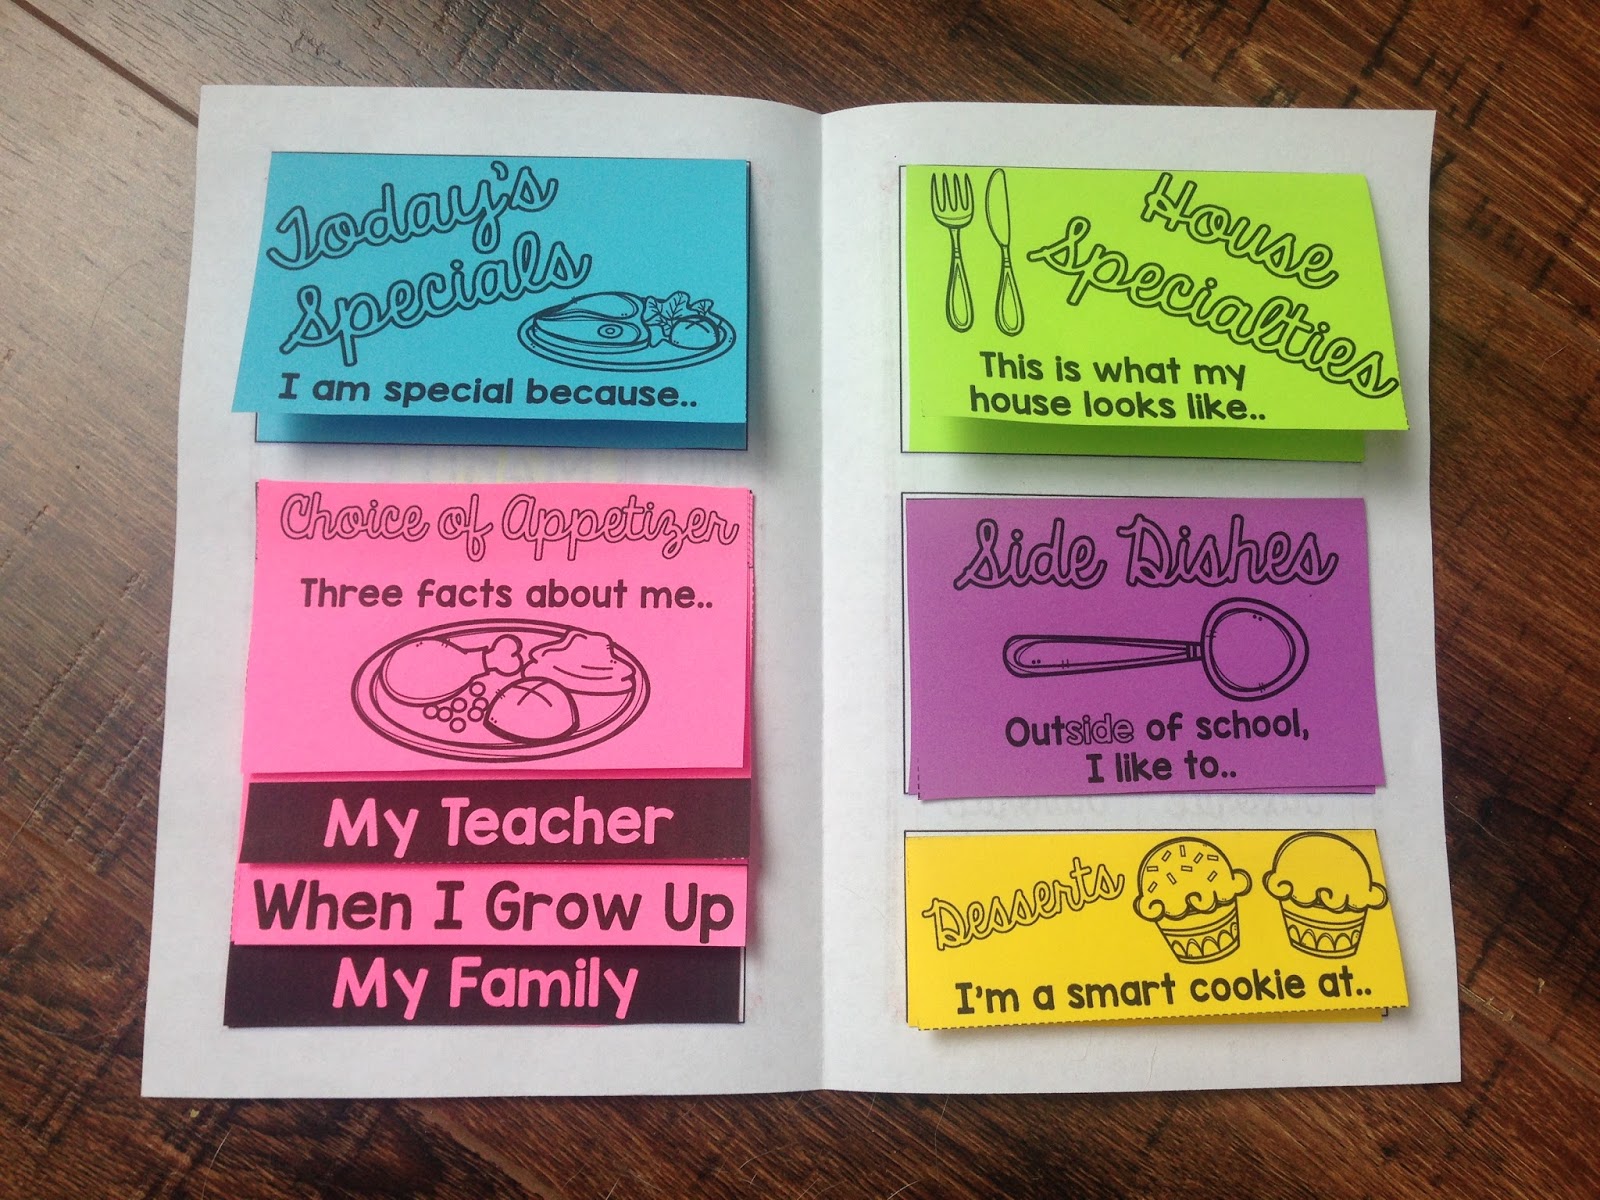 Today's
Specials
I am special because..
Choice of Appetizer
Three facts about me..
My Teacher
When I Grow Up
My Family
House
Specialties
This is what my
house looks like..
Side Dishes
Outside of school,
I like to..
Desserts
I'm a smart cookie at..